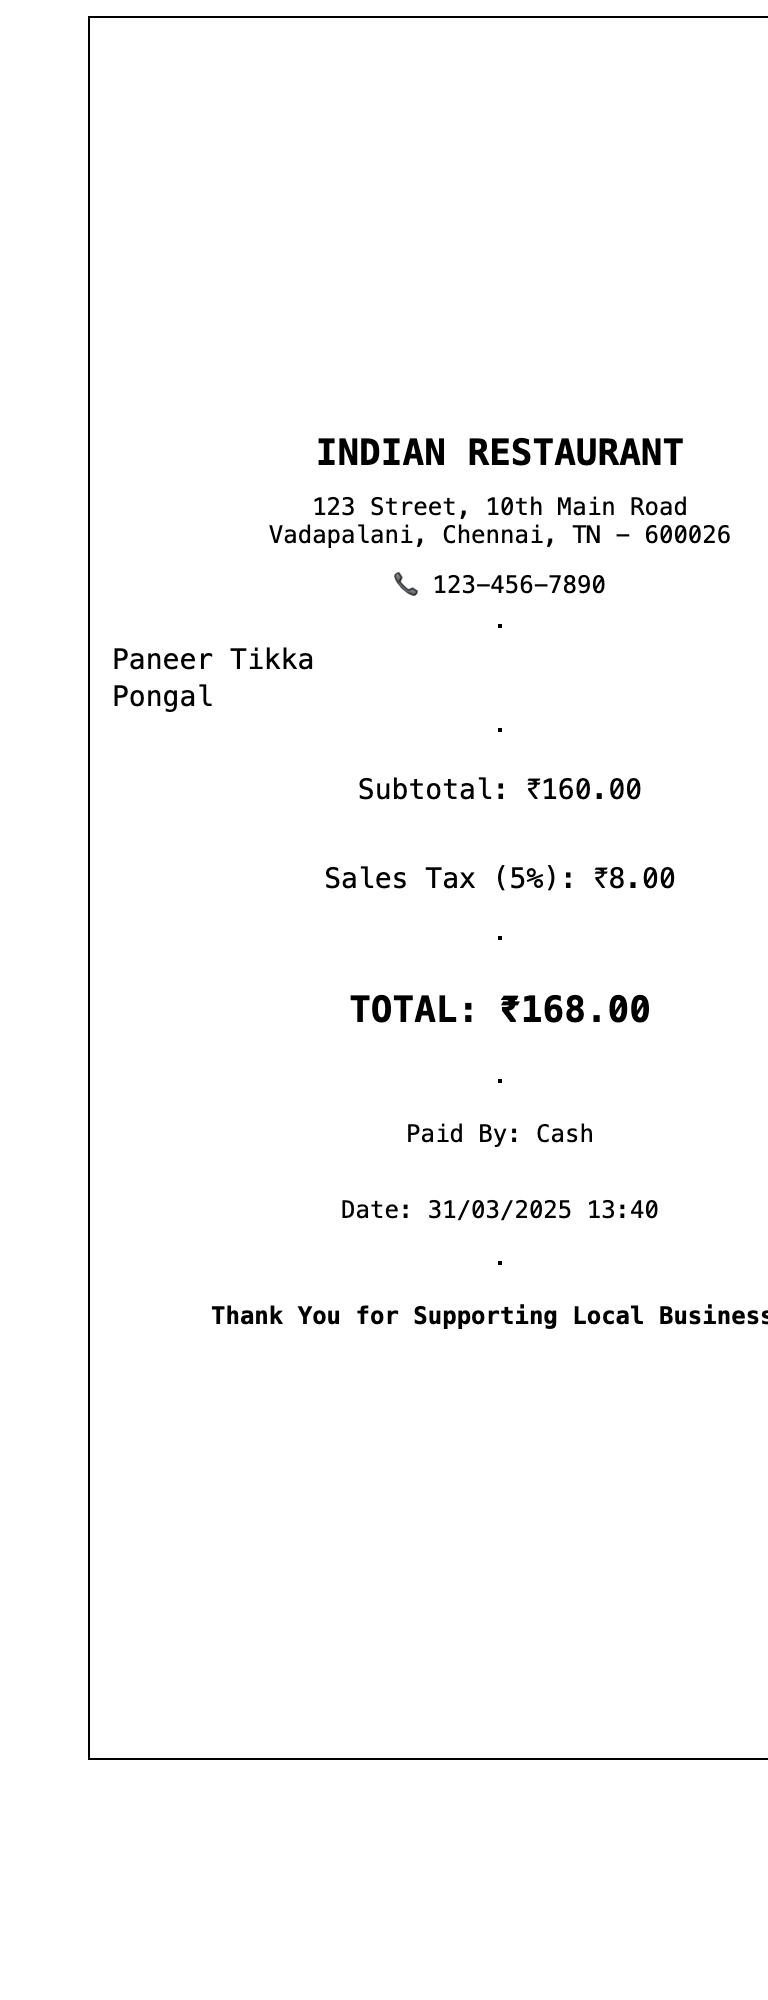 INDIAN RESTAURANT
123 Street, 10th Main Road
Vadapalani, Chennai, TN – 600026
📞 123–456–7890
.
Paneer Tikka
Pongal
.
Subtotal: ₹160.00
Sales Tax (5%): ₹8.00
.
TOTAL: ₹168.00
.
Paid By: Cash
Date: 31/03/2025 13:40
.
Thank You for Supporting Local Business